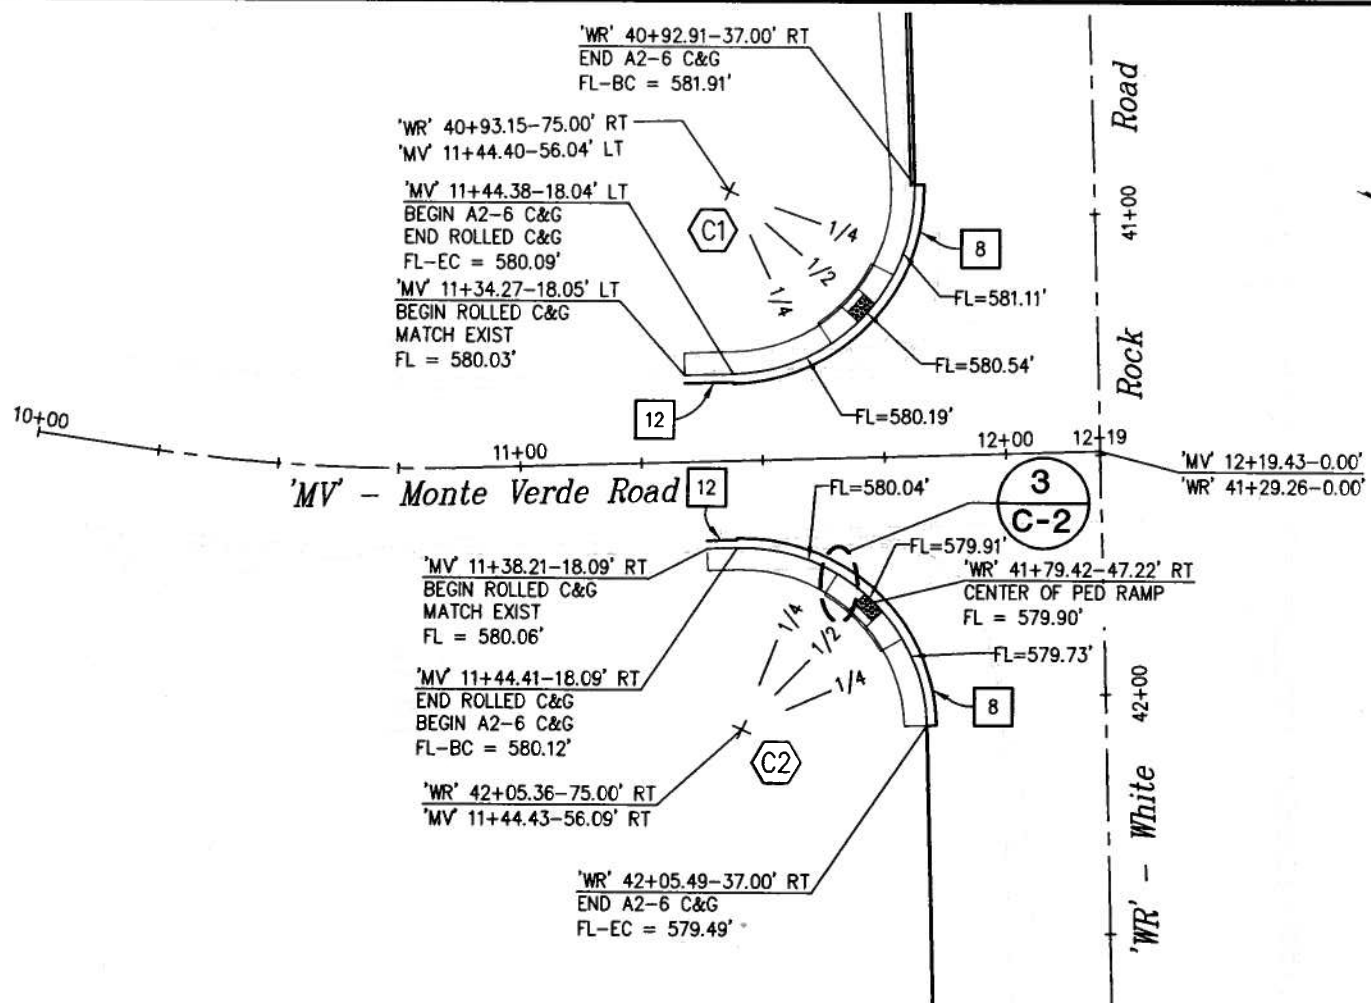 'WR' 40+92.91-37.00' RT
END A2-6 C&G
FL-BC = 581.91'
'WR' 40+93.15-75.00' RT
'MV' 11+44.40-56.04' LT
'MV' 11+44.38-18.04' LT
BEGIN A2-6 C&G
END ROLLED C&G
FL-EC = 580.09'
'MV' 11+34.27-18.05' LT
BEGIN ROLLED C&G
MATCH EXIST
FL = 580.03'
C1
1/4
1/2
1/4
8
FL=581.11'
FL=580.54'
FL=580.19'
12
41+00
Rock Road
10+00
11+00
12+00
12+19
'MV' 12+19.43-0.00'
'WR' 41+29.26-0.00'
'MV' - Monte Verde Road
12
3
C-2
FL=580.04'
FL=579.91'
'WR' 41+79.42-47.22' RT
CENTER OF PED RAMP
FL = 579.90'
FL=579.73'
'MV' 11+38.21-18.09' RT
BEGIN ROLLED C&G
MATCH EXIST
FL = 580.06'
1/4
1/2
1/4
'MV' 11+44.41-18.09' RT
END ROLLED C&G
BEGIN A2-6 C&G
FL-BC = 580.12'
8
42+00
C2
'WR' 42+05.36-75.00' RT
'MV' 11+44.43-56.09' RT
'WR' - White
'WR' 42+05.49-37.00' RT
END A2-6 C&G
FL-EC = 579.49'